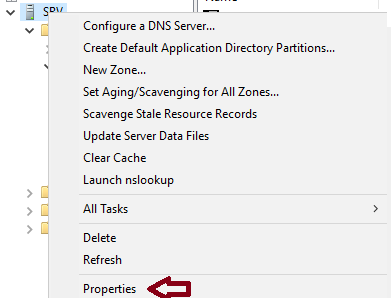 SRV
Configure a DNS Server...
Create Default Application Directory Partitions...
New Zone...
Set Aging/Scavenging for All Zones...
Scavenge Stale Resource Records
Update Server Data Files
Clear Cache
Launch nslookup
All Tasks
Delete
Refresh
Properties